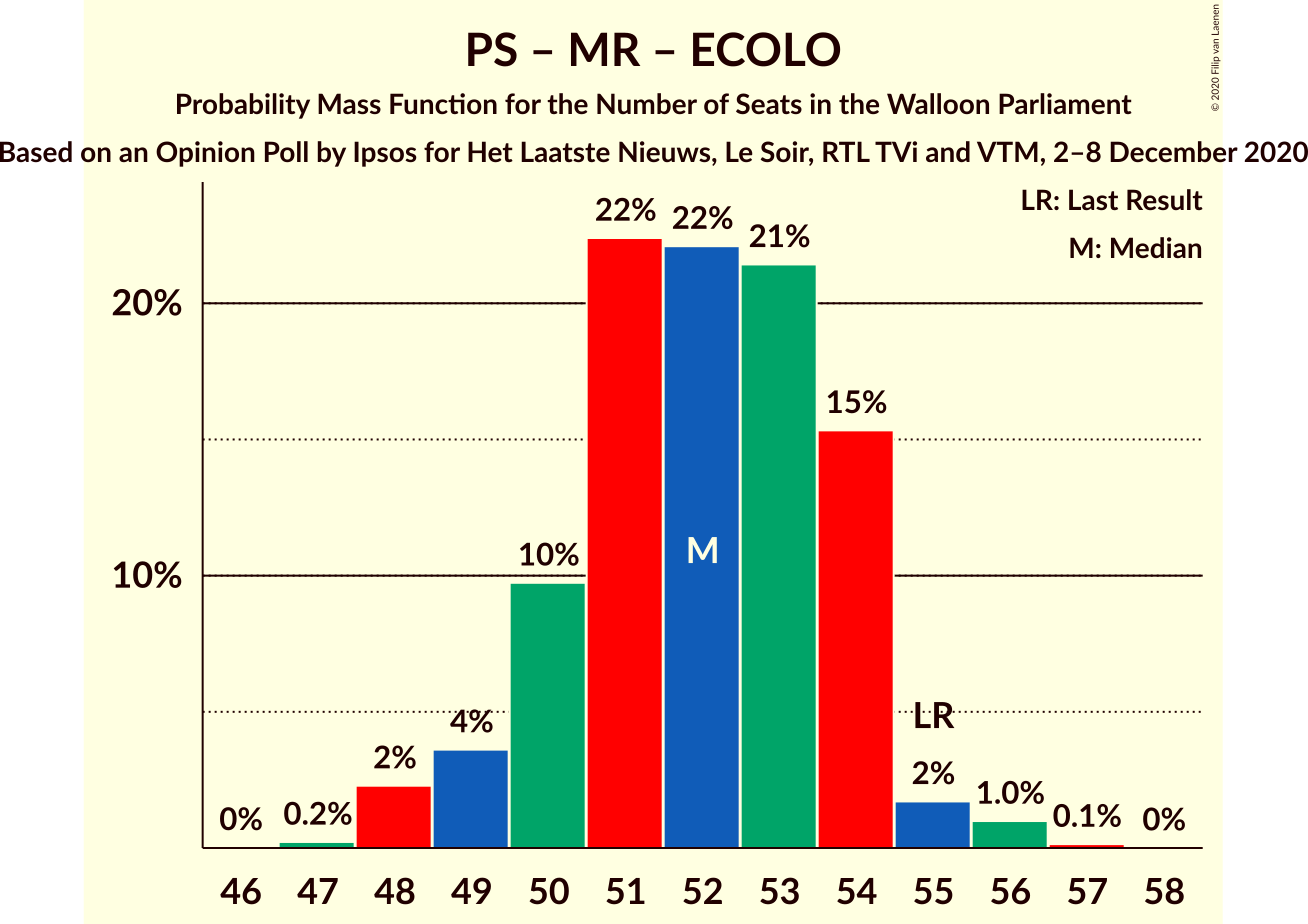 PS – MR – ECOLO
Probability Mass Function for the Number of Seats in the Walloon Parliament
Based on an Opinion Poll by Ipsos for Het Laatste Nieuws, Le Soir, RTL TVi and VTM, 2–8 December 2020
© 2020 Filip van Laenen
LR: Last Result
M: Median
22%
22%
21%
20%
15%
10%
10%
M
LR
4%
2%
2%
1.0%
0%
0.2%
0.1%
0%
46 47 48 49 50 51 52 53 54 55 56 57 58